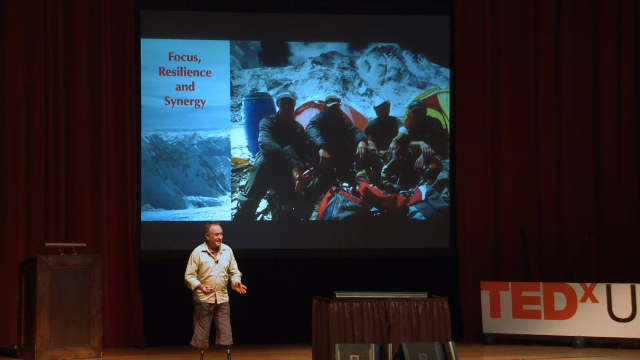 Focus,
Resilience
and
Synergy
TEDx U